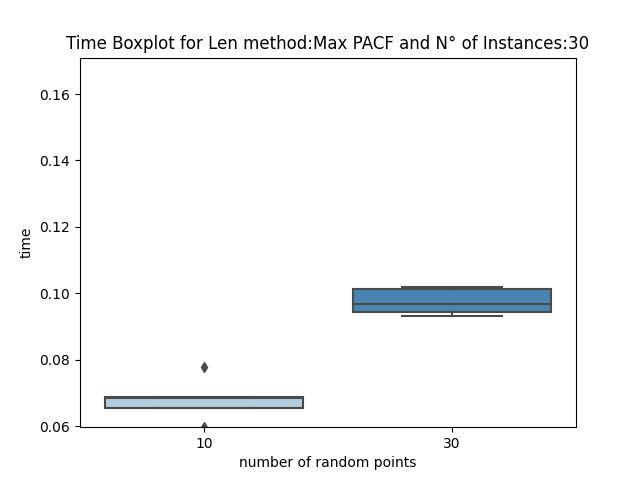 Time Boxplot for Len method:Max PACF and N° of Instances:30
0.16
0.14
0.12
0.10
0.08
0.06
time
10
30
number of random points